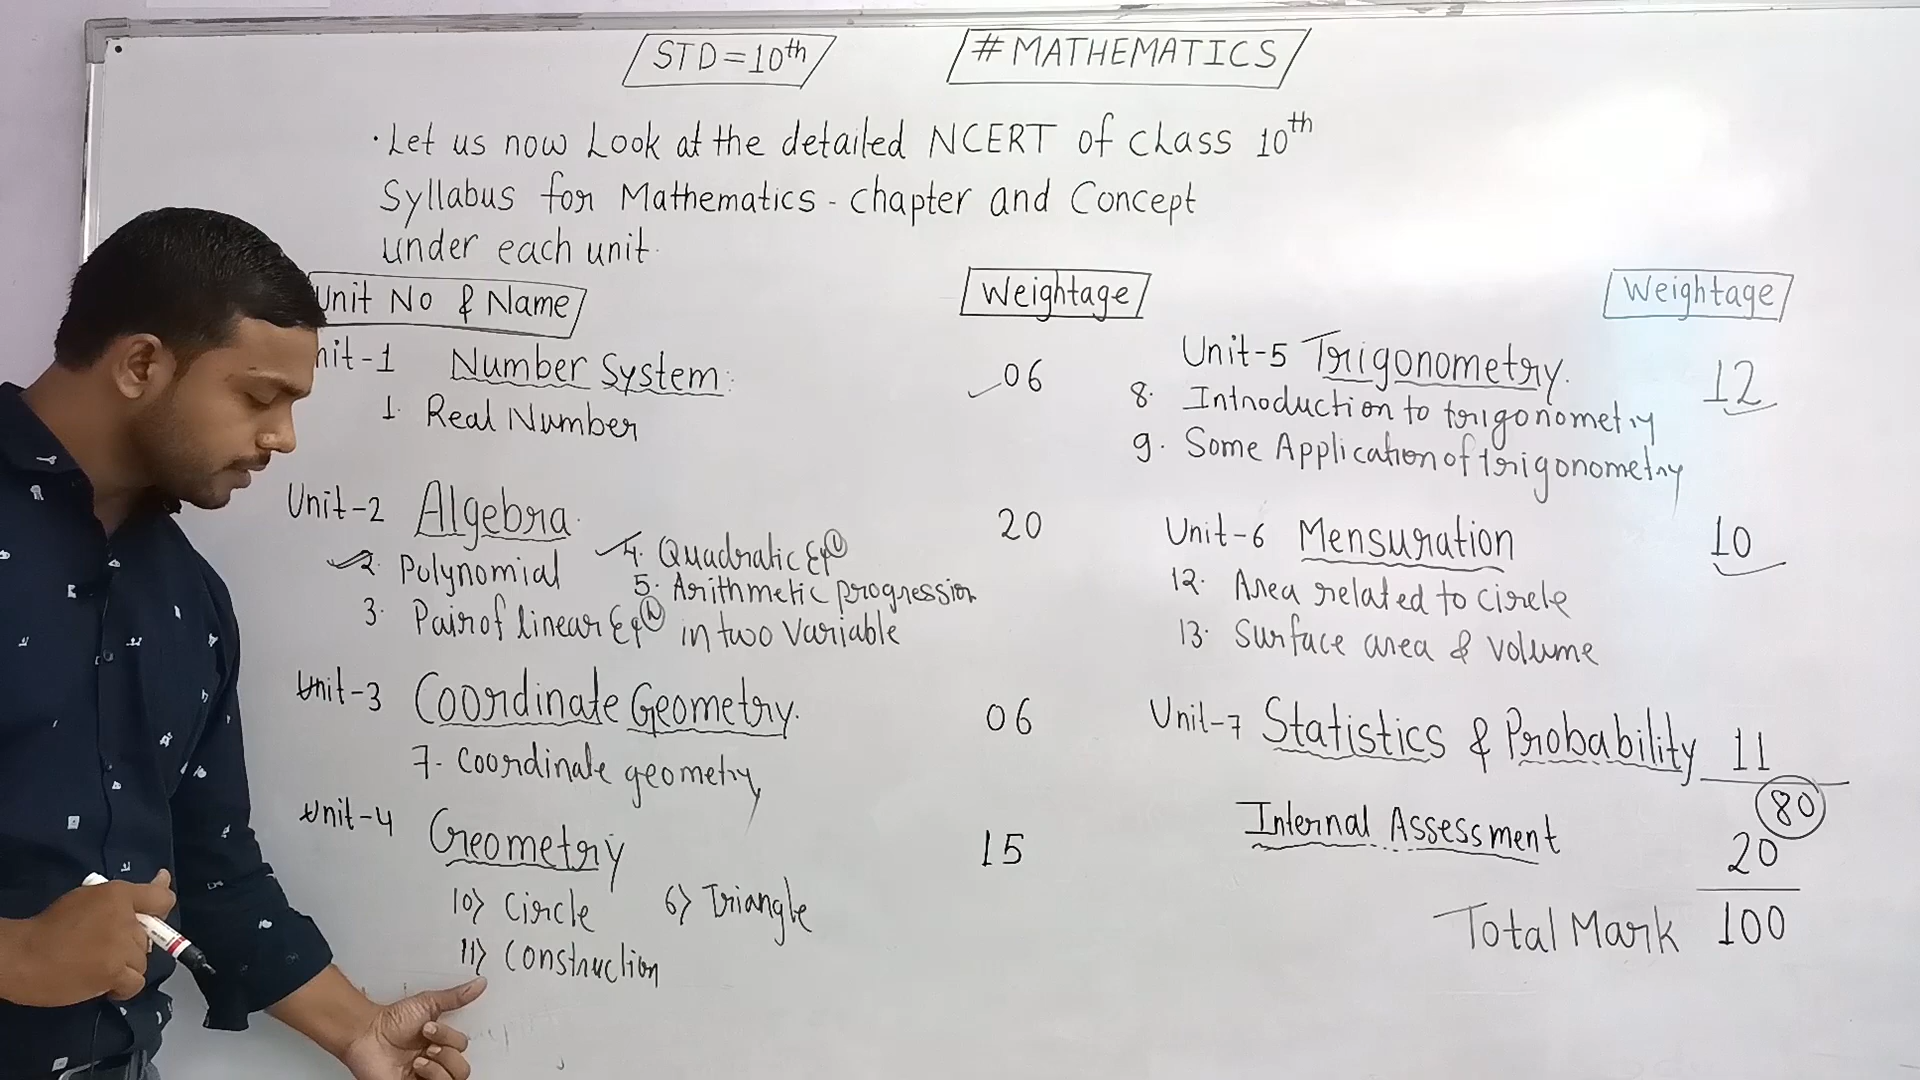 STD=10th
#MATHEMATICS
· Let us now Look at the detailed NCERT of class 10th
Syllabus for Mathematics - chapter and Concept
under each unit.
Unit No & Name
Weightage
nit-1 Number System: 06
1. Real Number
Unit-2 Algebra 20
2. Polynomial 4. Quadratic Eqn
5. Arithmetic progression
3. Pair of linear Eqn in two Variable
Unit-3 Coordinate Geometry. 06
7. Coordinate geometry
Unit-4 Geometry 15
10> Circle 6> Triangle
11> Construction
Weightage
Unit-5 Trigonometry. 12
8. Introduction to trigonometry
9. Some Application of trigonometry
Unit-6 Mensuration 10
12. Area related to circle
13. Surface area & volume
Unit-7 Statistics & Probability 11
80
Internal Assessment 20
Total Mark 100